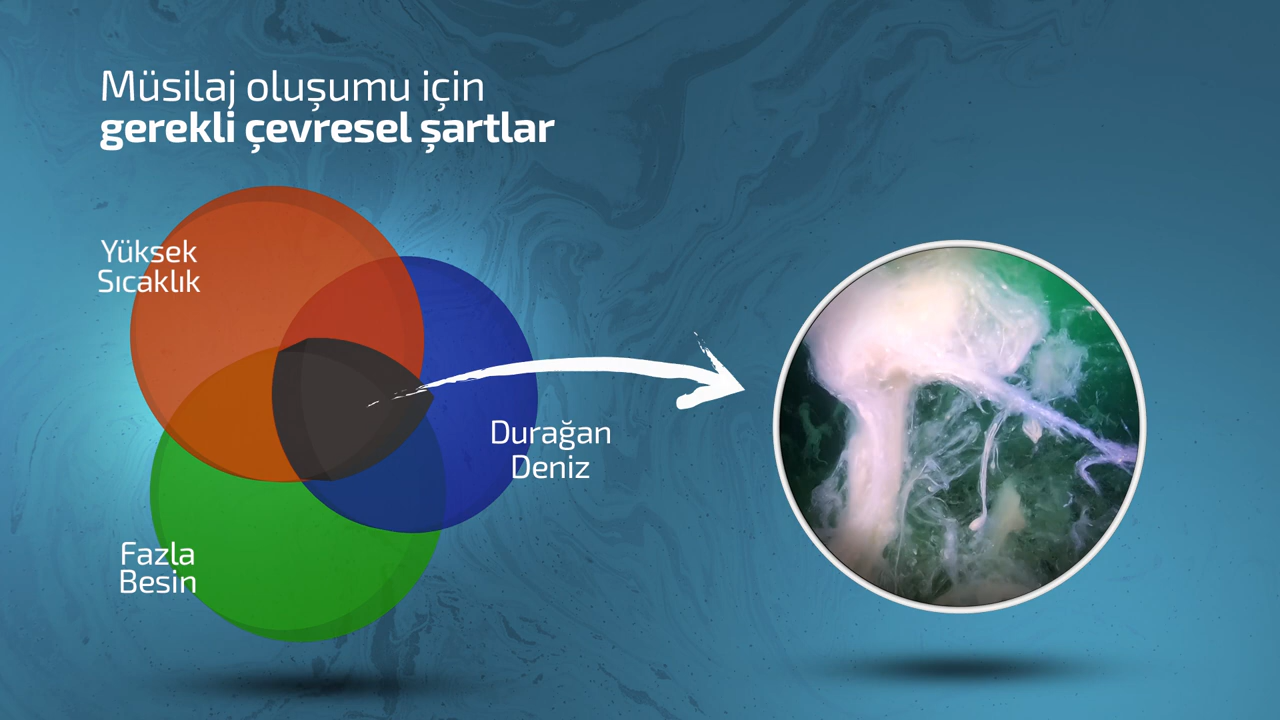 Müsilaj oluşumu için
gerekli çevresel şartlar
Yüksek
Sıcaklık
Durağan
Deniz
Fazla
Besin